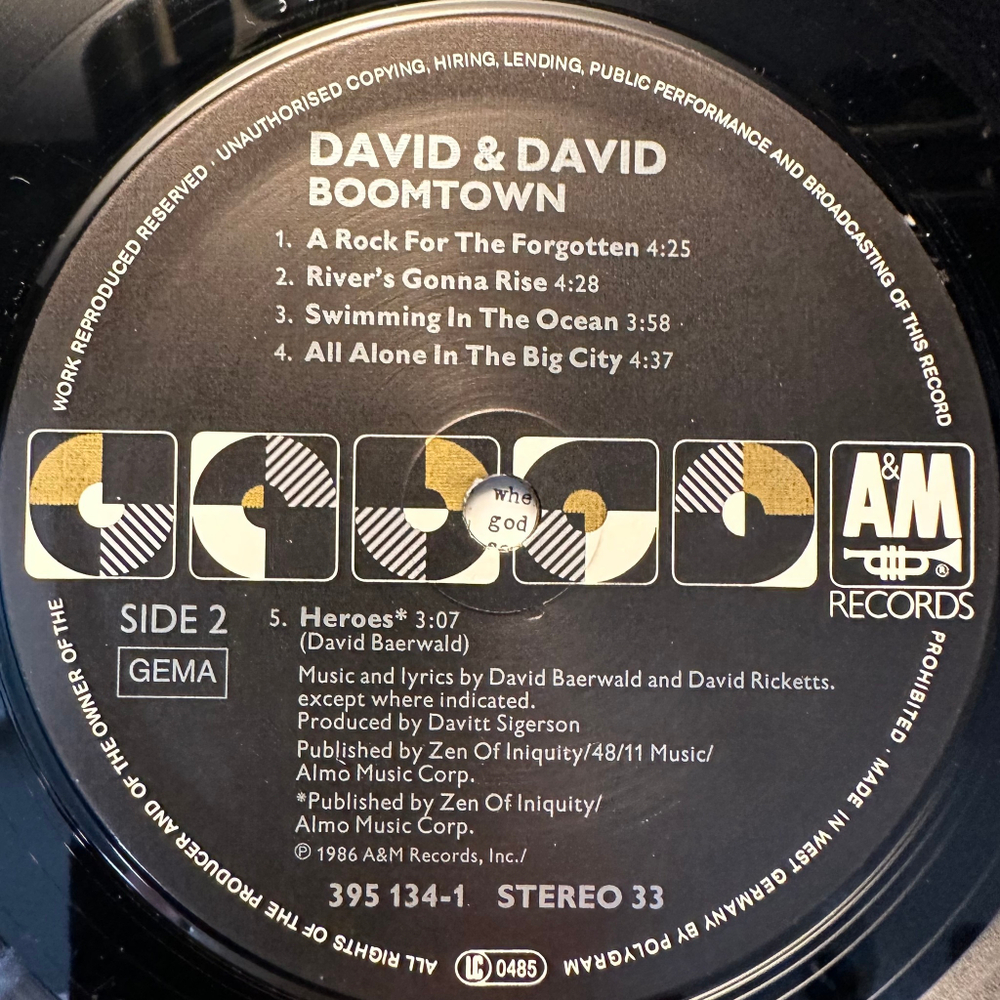 WORK REPRODUCED RESERVED . UNAUTHORISED COPYING, HIRING, LENDING, PUBLIC PERFORMANCE AND BROADCASTING OF THIS RECORD
DAVID & DAVID
BOOMTOWN
1. A Rock For The Forgotten 4:25
2. River's Gonna Rise 4:28
3. Swimming In The Ocean 3:58
4. All Alone In The Big City 4:37
whe
god
A&M
®
RECORDS
SIDE 2
GEMA
5. Heroes* 3:07
(David Baerwald)
Music and lyrics by David Baerwald and David Ricketts.
except where indicated.
Produced by Davitt Sigerson
Published by Zen Of Iniquity/48/11 Music/
Almo Music Corp.
*Published by Zen Of Iniquity/
Almo Music Corp.
℗ 1986 A&M Records, Inc./
395 134-1 STEREO 33
PROHIBITED . MADE IN WEST GERMANY BY POLYGRAM
LC 0485
ALL RIGHTS OF THE PRODUCER AND OF THE OWNER OF THE